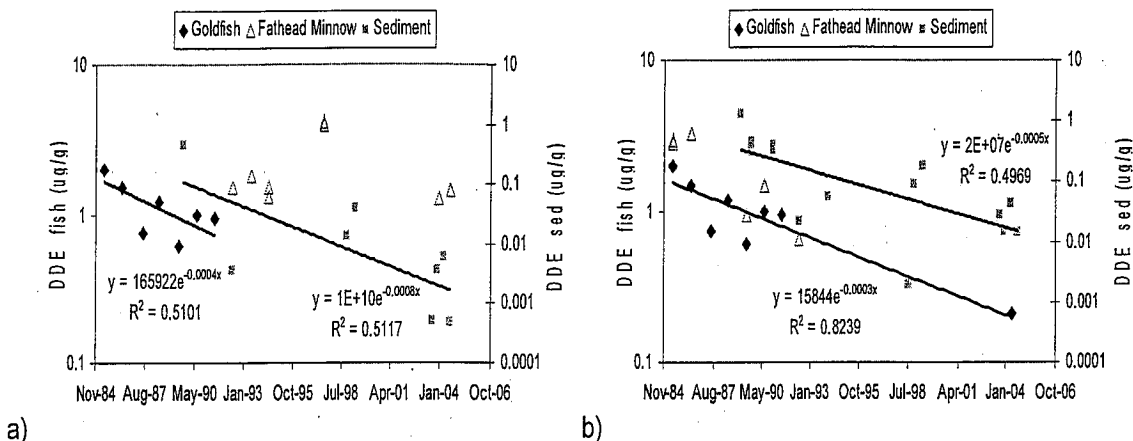 ◆ Goldfish △ Fathead Minnow ■ Sediment
10
1
0.1
DDE fish (ug/g)
10
1
0.1
0.01
0.001
0.0001
DDE sed (ug/g)
y = 165922e^-0.0004x
R² = 0.5101
y = 1E+10e^-0.0008x
R² = 0.5117
Nov-84 Aug-87 May-90 Jan-93 Oct-95 Jul-98 Apr-01 Jan-04 Oct-06
a)
◆ Goldfish △ Fathead Minnow ■ Sediment
10
1
0.1
DDE fish (ug/g)
10
1
0.1
0.01
0.001
0.0001
DDE sed (ug/g)
y = 2E+07e^-0.0005x
R² = 0.4969
y = 15844e^-0.0003x
R² = 0.8239
Nov-84 Aug-87 May-90 Jan-93 Oct-95 Jul-98 Apr-01 Jan-04 Oct-06
b)